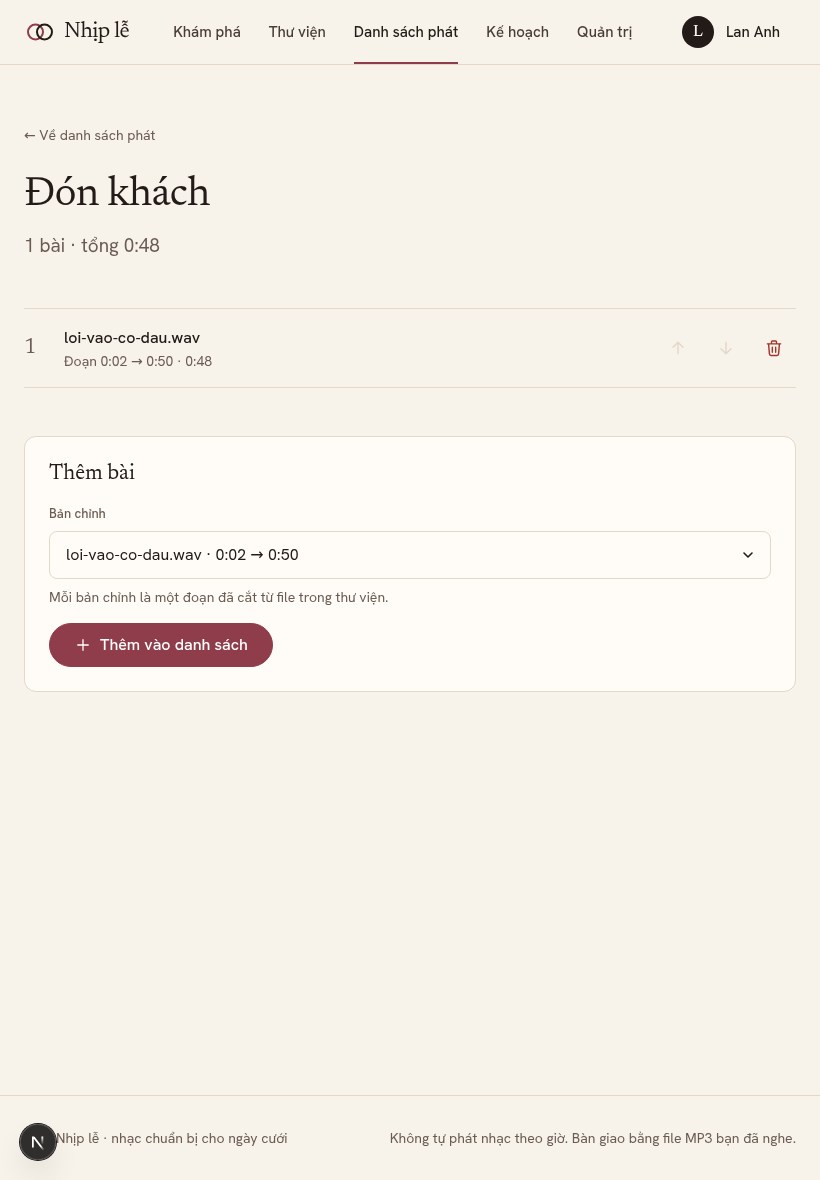 Nhịp lễ
Khám phá
Thư viện
Danh sách phát
Kế hoạch
Quản trị
L
Lan Anh
← Về danh sách phát
Đón khách
1 bài · tổng 0:48
1
loi-vao-co-dau.wav
Đoạn 0:02 → 0:50 · 0:48
Thêm bài
Bản chỉnh
loi-vao-co-dau.wav · 0:02 → 0:50
Mỗi bản chỉnh là một đoạn đã cắt từ file trong thư viện.
Thêm vào danh sách
N
Nhịp lễ · nhạc chuẩn bị cho ngày cưới
Không tự phát nhạc theo giờ. Bàn giao bằng file MP3 bạn đã nghe.